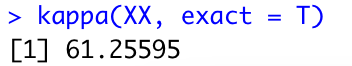 > kappa(XX, exact = T)
[1] 61.25595